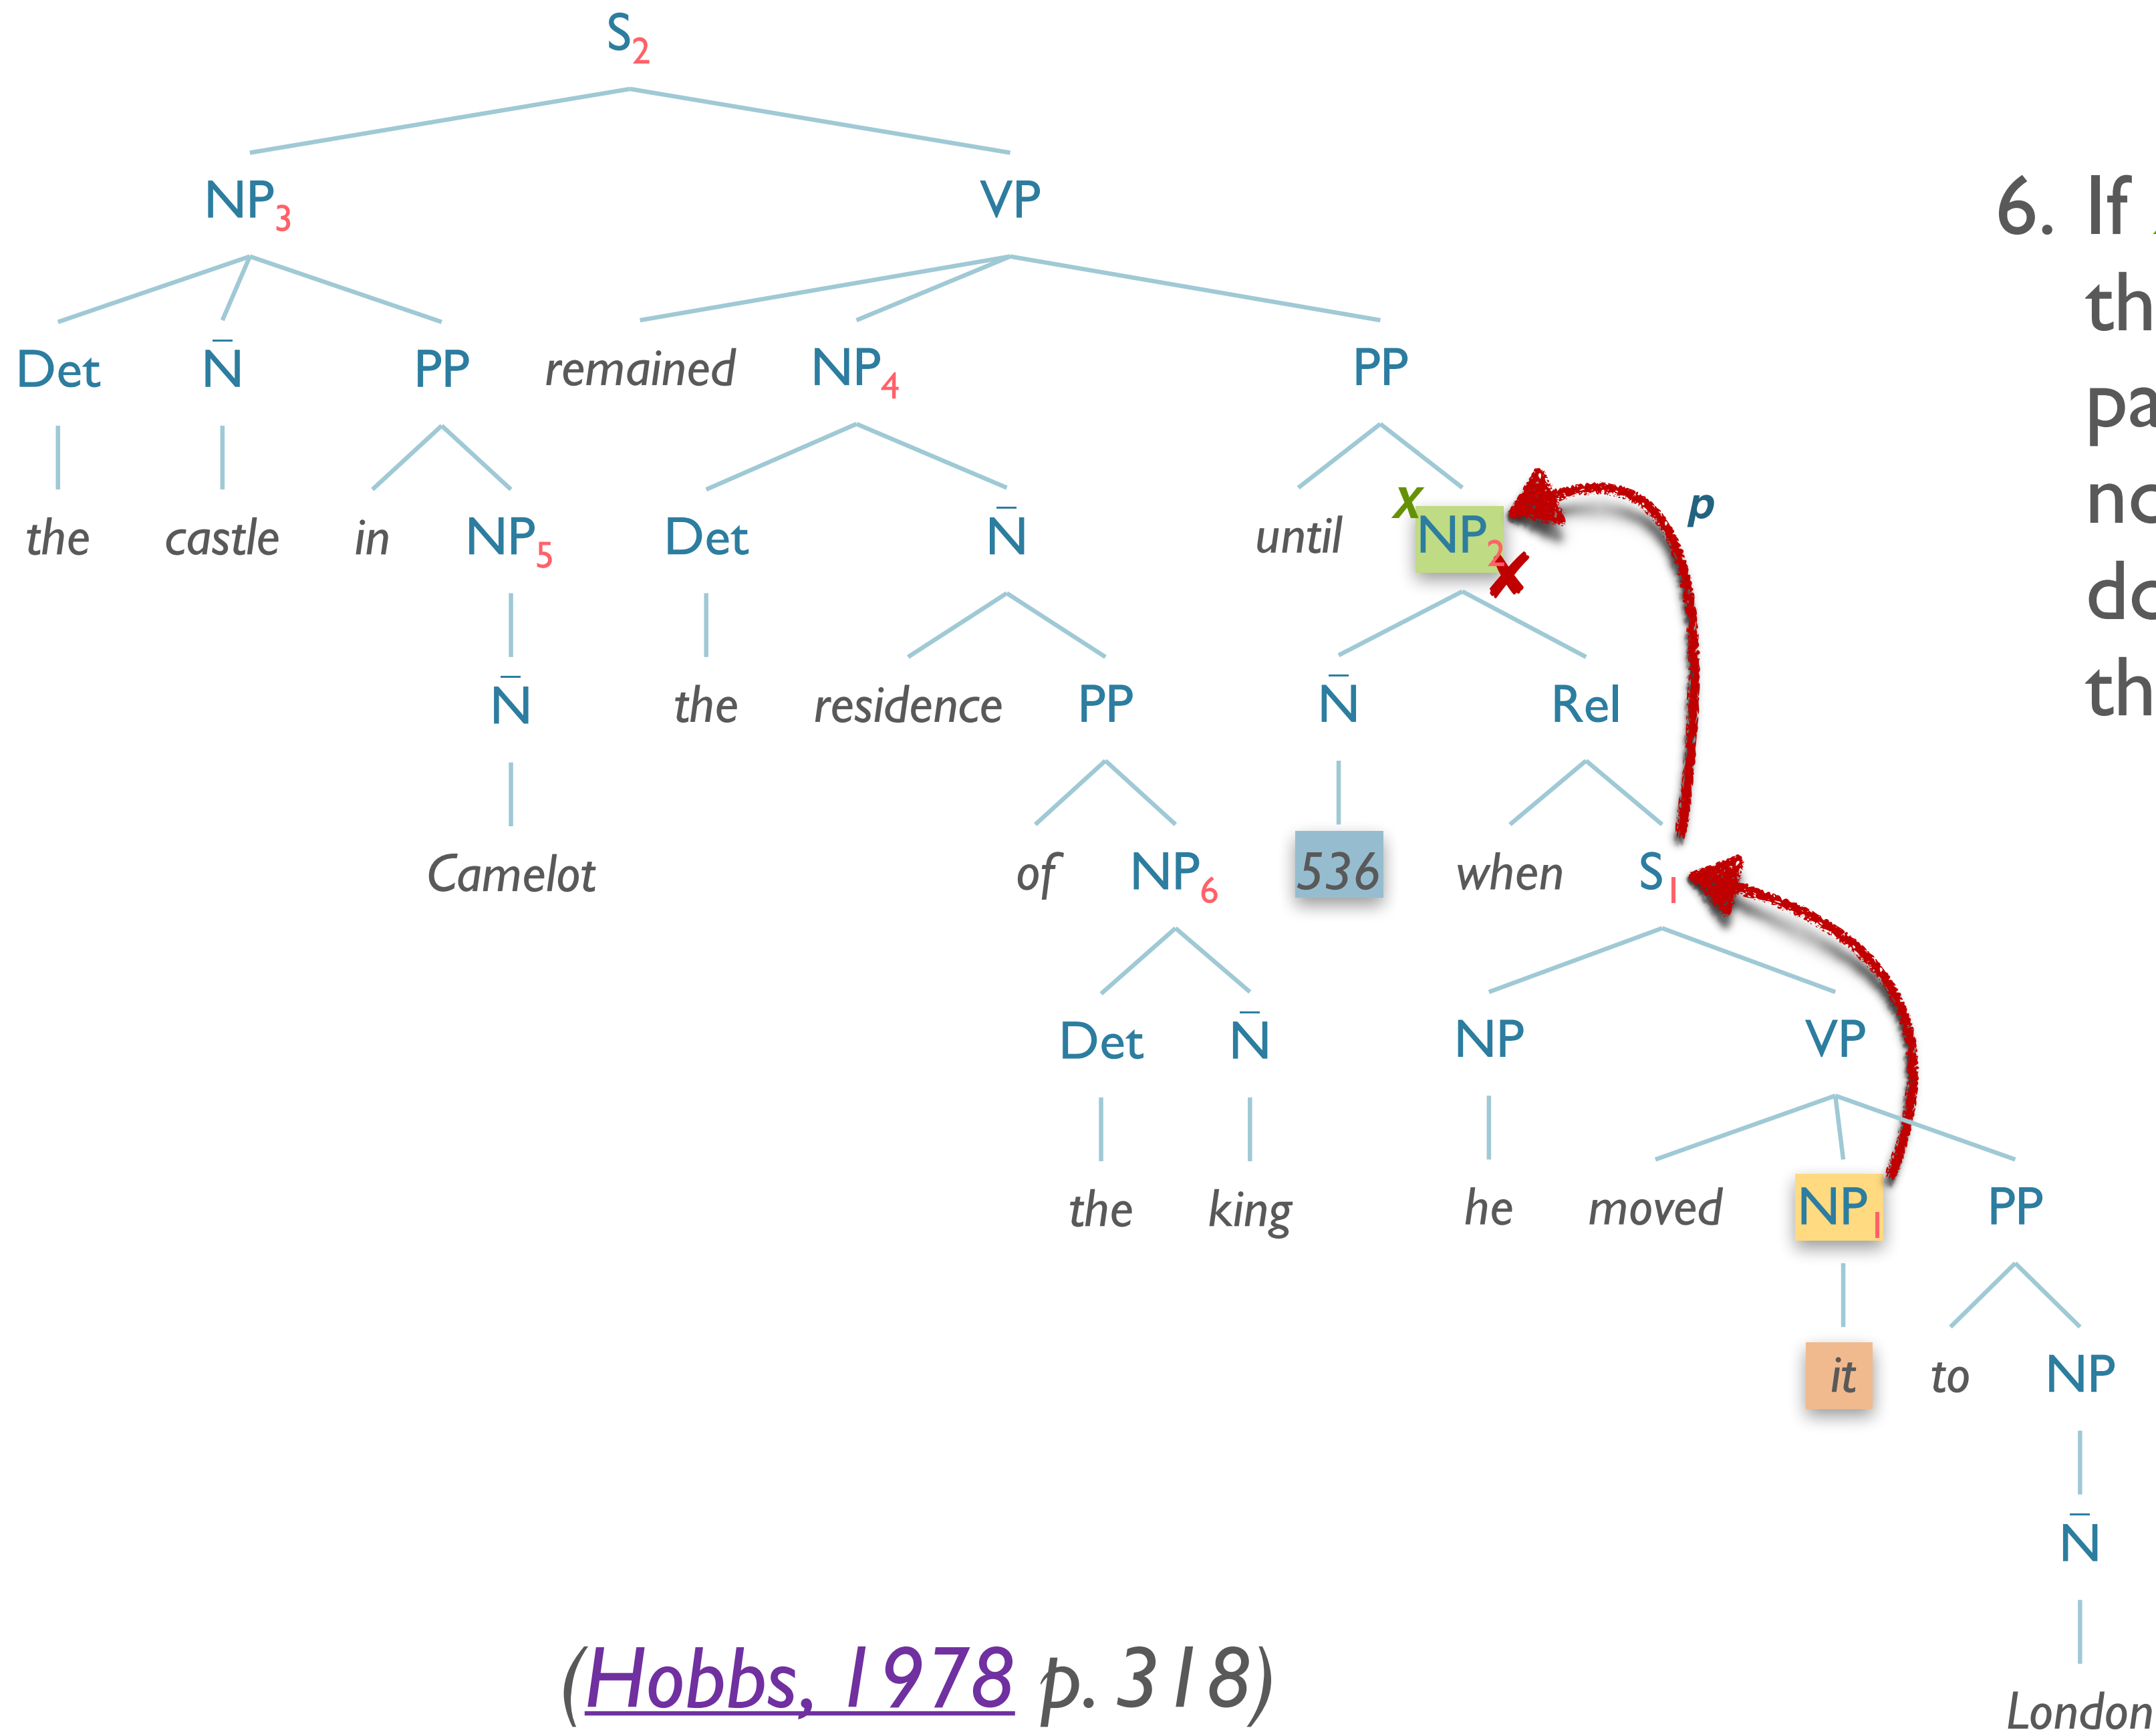 S2
NP3 VP
Det N̄ PP remained NP4 PP
the castle in NP5 Det N̄ until X NP2 X p
N̄ the residence PP N̄ Rel
Camelot of NP6 536 when S1
Det N̄ NP VP
the king he moved NP1 PP
it to NP
N̄
London
6. If
th
pa
no
do
th
(Hobbs, 1978 p. 318)